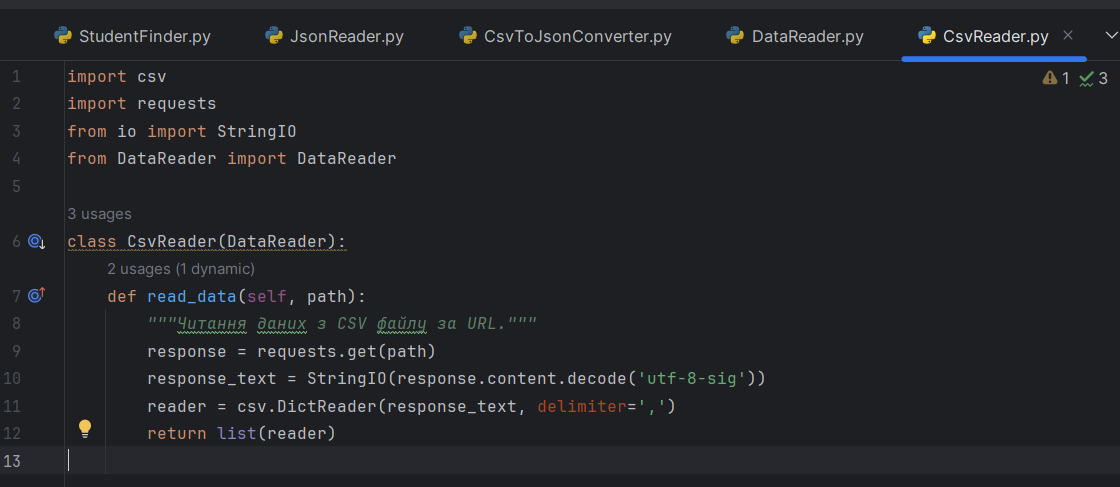 StudentFinder.py JsonReader.py CsvToJsonConverter.py DataReader.py CsvReader.py
1 import csv 1 3
2 import requests
3 from io import StringIO
4 from DataReader import DataReader
5
3 usages
6 class CsvReader(DataReader):
2 usages (1 dynamic)
7 def read_data(self, path):
8 """Читання даних з CSV файлу за URL."""
9 response = requests.get(path)
10 response_text = StringIO(response.content.decode('utf-8-sig'))
11 reader = csv.DictReader(response_text, delimiter=',')
12 return list(reader)
13